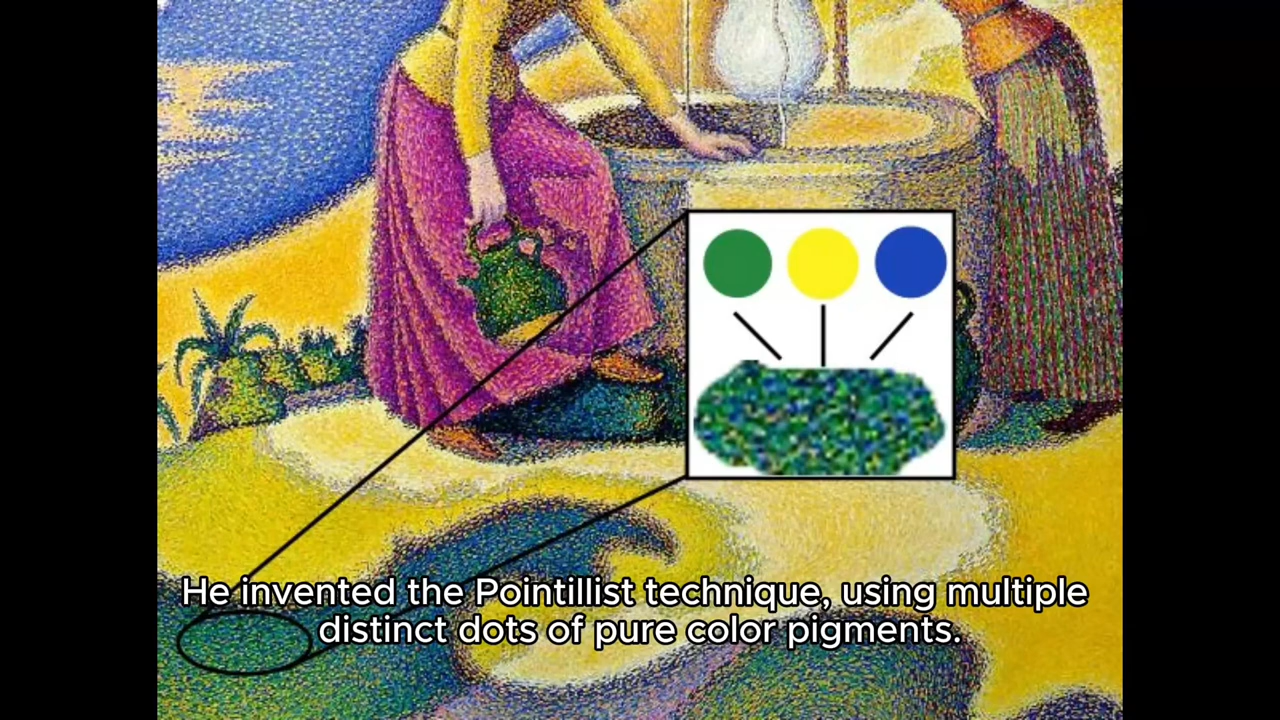 He invented the Pointillist technique, using multiple
distinct dots of pure color pigments.